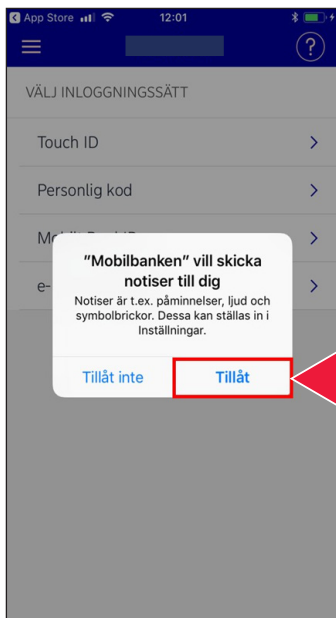 App Store 12:01
?
VÄLJ INLOGGNINGSSÄTT
Touch ID
Personlig kod
"Mobilbanken" vill skicka
notiser till dig
e-
Notiser är t.ex. påminnelser, ljud och
symbolbrickor. Dessa kan ställas in i
Inställningar.
Tillåt inte Tillåt